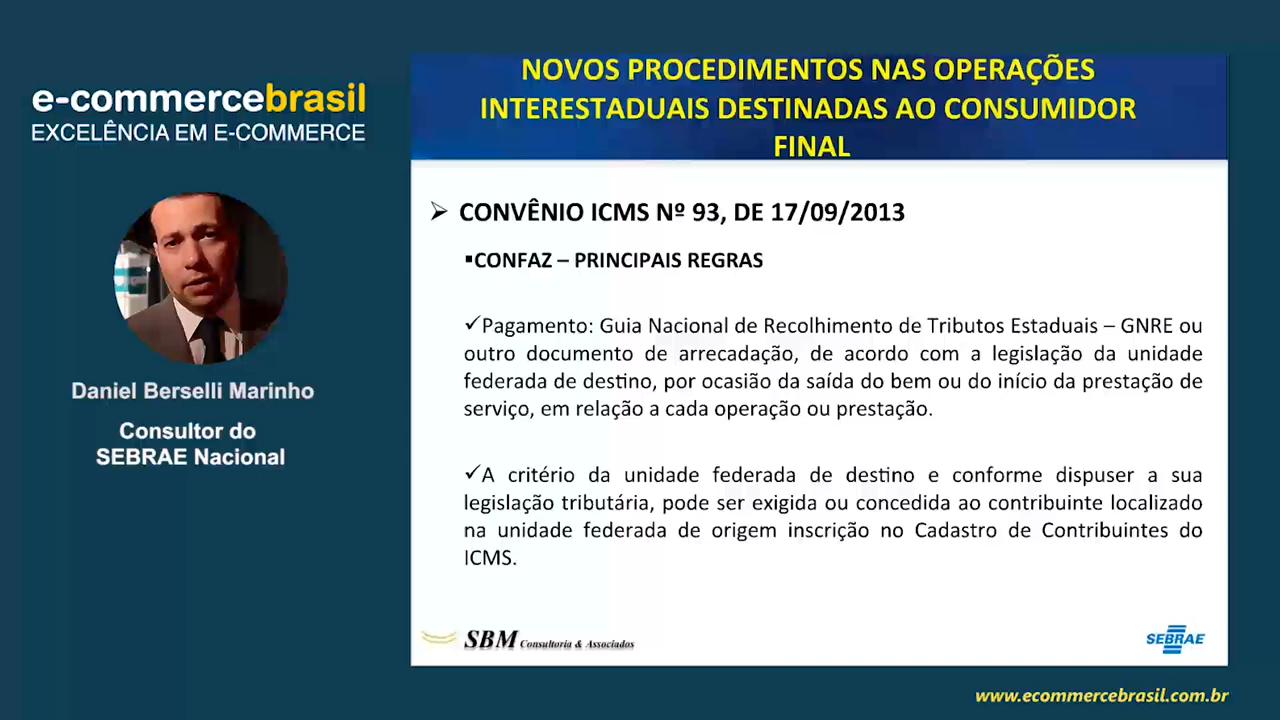 e-commercebrasil
EXCELÊNCIA EM E-COMMERCE
Daniel Berselli Marinho
Consultor do
SEBRAE Nacional
NOVOS PROCEDIMENTOS NAS OPERAÇÕES
INTERESTADUAIS DESTINADAS AO CONSUMIDOR
FINAL
➢ CONVÊNIO ICMS Nº 93, DE 17/09/2013
▪CONFAZ – PRINCIPAIS REGRAS
✓Pagamento: Guia Nacional de Recolhimento de Tributos Estaduais – GNRE ou
outro documento de arrecadação, de acordo com a legislação da unidade
federada de destino, por ocasião da saída do bem ou do início da prestação de
serviço, em relação a cada operação ou prestação.
✓A critério da unidade federada de destino e conforme dispuser a sua
legislação tributária, pode ser exigida ou concedida ao contribuinte localizado
na unidade federada de origem inscrição no Cadastro de Contribuintes do
ICMS.
SBM Consultoria & Associados
SEBRAE
www.ecommercebrasil.com.br